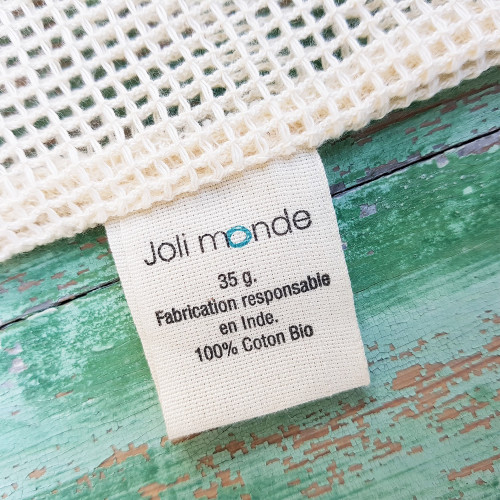 Joli monde
35 g.
Fabrication responsable
en Inde.
100% Coton Bio